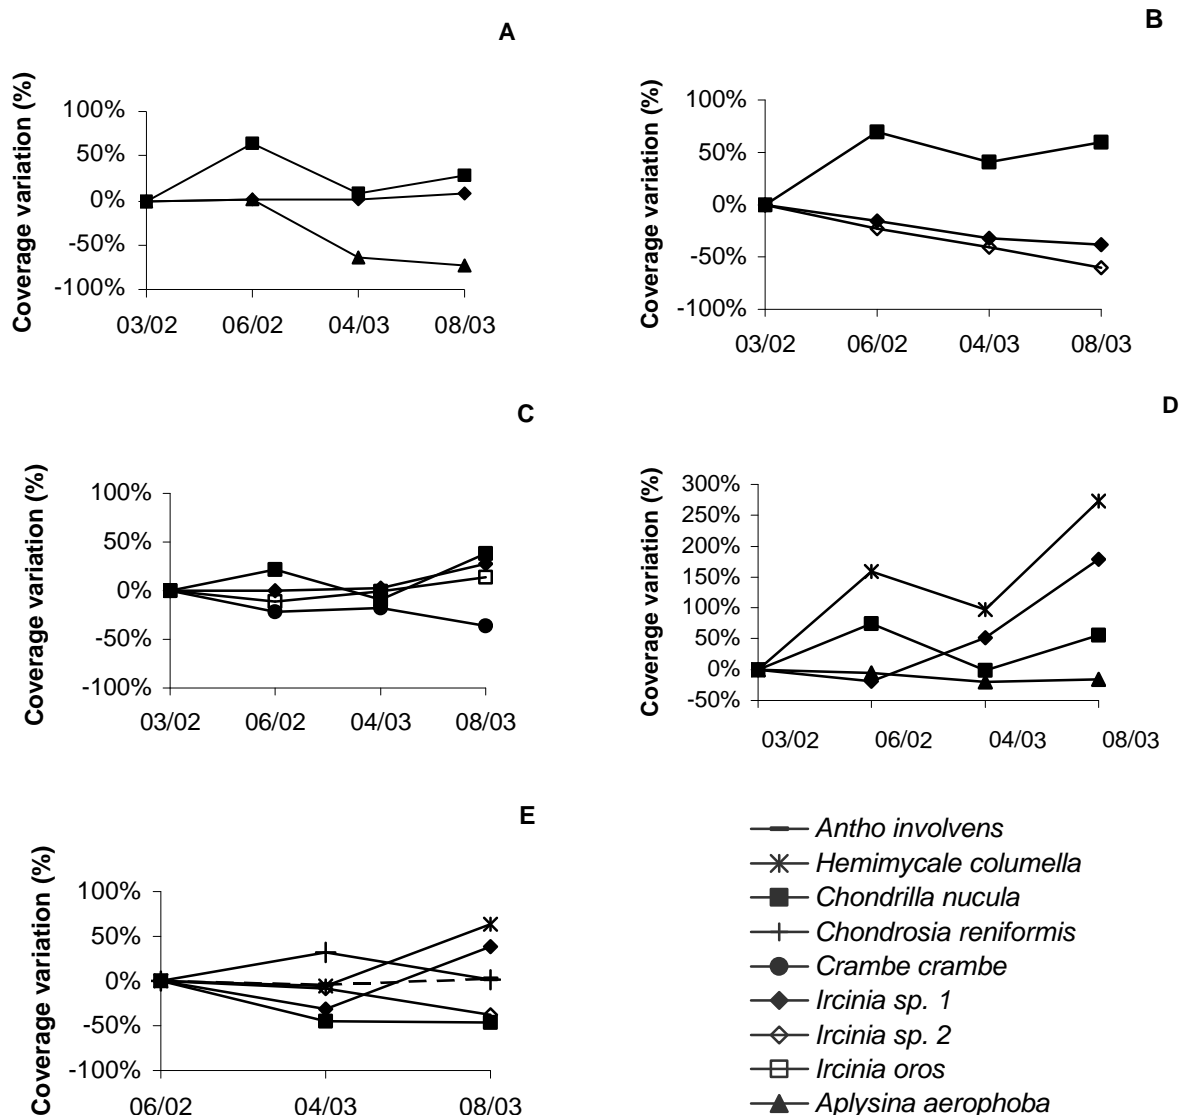 A
Coverage variation (%)
100%
50%
0%
-50%
-100%
03/02 06/02 04/03 08/03
B
Coverage variation (%)
100%
50%
0%
-50%
-100%
03/02 06/02 04/03 08/03
C
Coverage variation (%)
100%
50%
0%
-50%
-100%
03/02 06/02 04/03 08/03
D
Coverage variation (%)
300%
250%
200%
150%
100%
50%
0%
-50%
03/02 06/02 04/03 08/03
E
Coverage variation (%)
100%
50%
0%
-50%
-100%
06/02 04/03 08/03
Antho involvens
Hemimycale columella
Chondrilla nucula
Chondrosia reniformis
Crambe crambe
Ircinia sp. 1
Ircinia sp. 2
Ircinia oros
Aplysina aerophoba